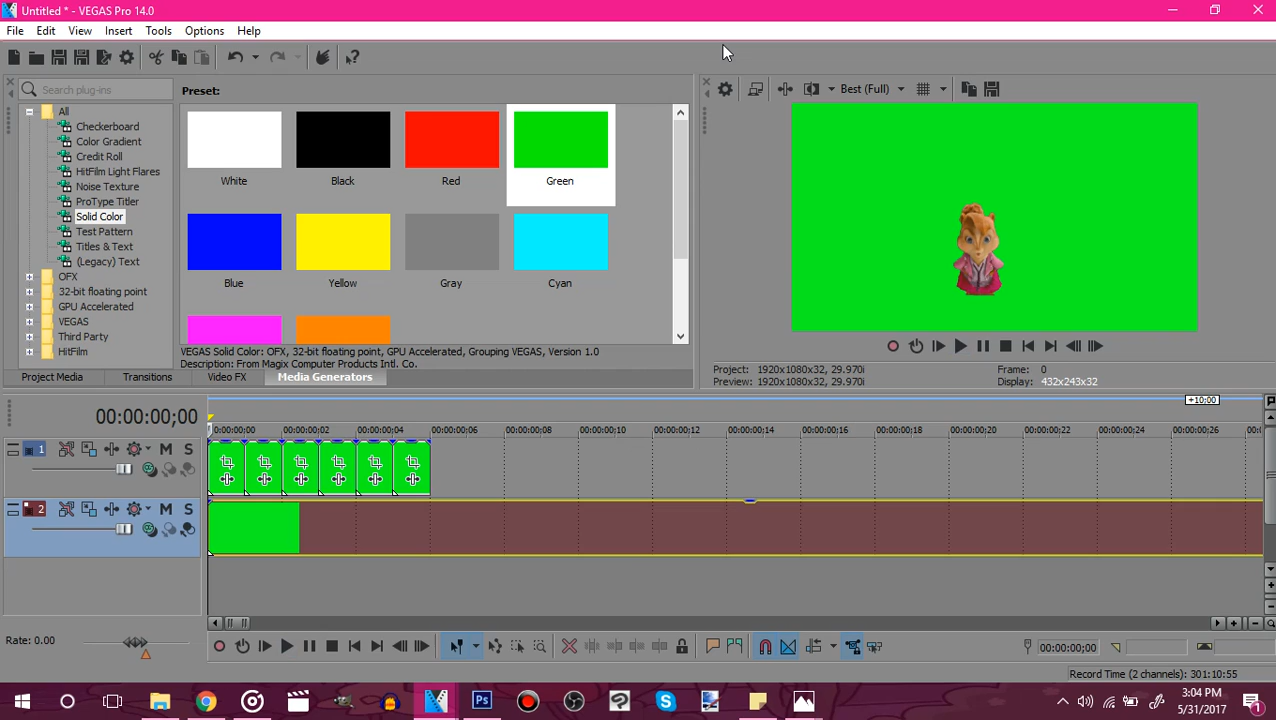 Untitled * - VEGAS Pro 14.0
File Edit View Insert Tools Options Help
Search plug-ins
All
Checkerboard
Color Gradient
Credit Roll
HitFilm Light Flares
Noise Texture
ProType Titler
Solid Color
Test Pattern
Titles & Text
(Legacy) Text
OFX
32-bit floating point
GPU Accelerated
VEGAS
Third Party
HitFilm
Preset:
White Black Red Green
Blue Yellow Gray Cyan
VEGAS Solid Color: OFX, 32-bit floating point, GPU Accelerated, Grouping VEGAS, Version 1.0
Description: From Magix Computer Products Intl. Co.
Project Media Transitions Video FX Media Generators
Best (Full)
Project: 1920x1080x32, 29.970i
Preview: 1920x1080x32, 29.970i
Frame: 0
Display: 432x243x32
00:00:00;00
+10;00
0:00:00;00 00:00:00;02 00:00:00;04 00:00:00;06 00:00:00;08 00:00:00;10 00:00:00;12 00:00:00;14 00:00:00;16 00:00:00;18 00:00:00;20 00:00:00;22 00:00:00;24 00:00:00;26
1 M S
2 M S
Rate: 0.00
00:00:00;00
Record Time (2 channels): 301:10:55
Ps
3:04 PM
5/31/2017
1